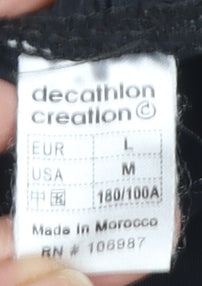 decathlon
creation ©
EUR L
USA M
中国 180/100A
Made in Morocco
RN # 106987